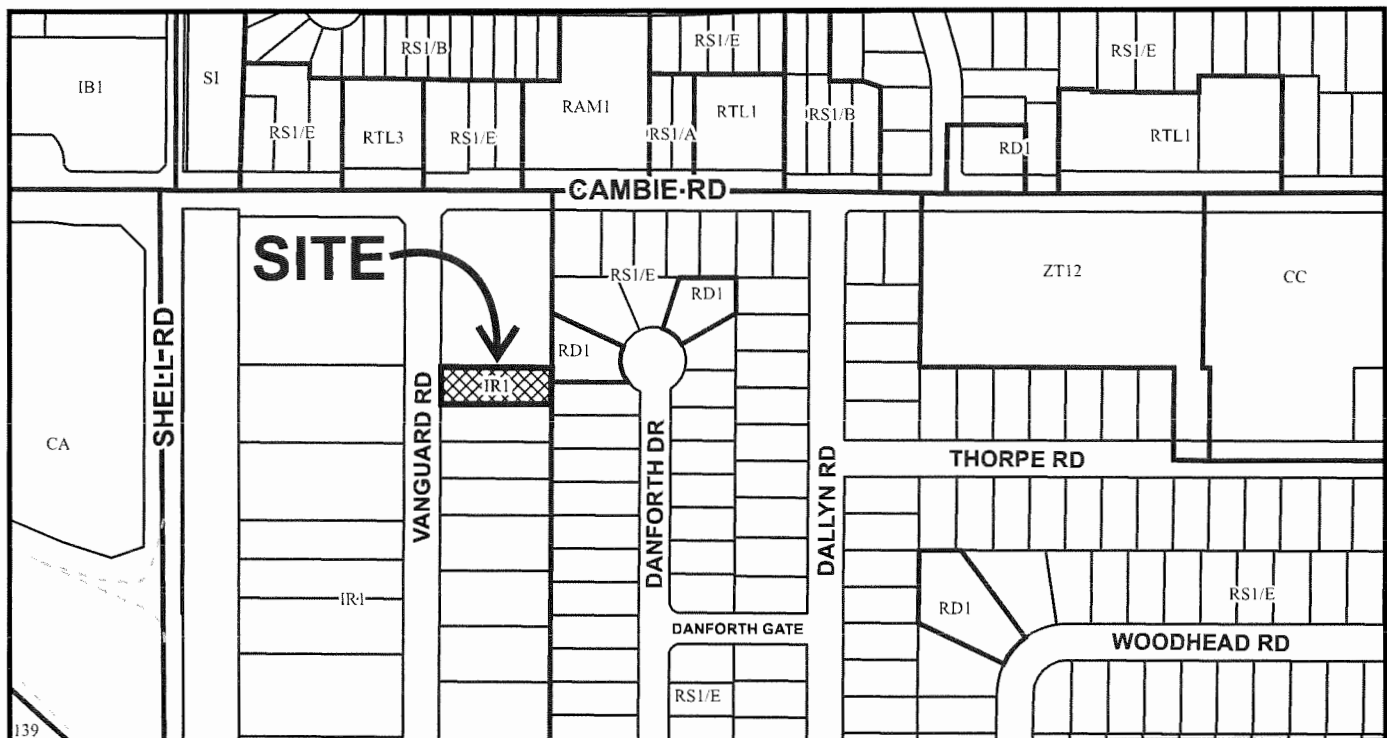 RS1/B
RS1/E
RS1/E
IB1
SI
RAM1
RS1/E
RTL3
RS1/E
RS1/A
RTL1
RS1/B
RD1
RTL1
CAMBIE RD
SITE
RS1/E
RD1
ZT12
CC
SHELL RD
RD1
VANGUARD RD
IR1
CA
DANFORTH DR
DALLYN RD
THORPE RD
IR1
RD1
RS1/E
DANFORTH GATE
WOODHEAD RD
RS1/E
139